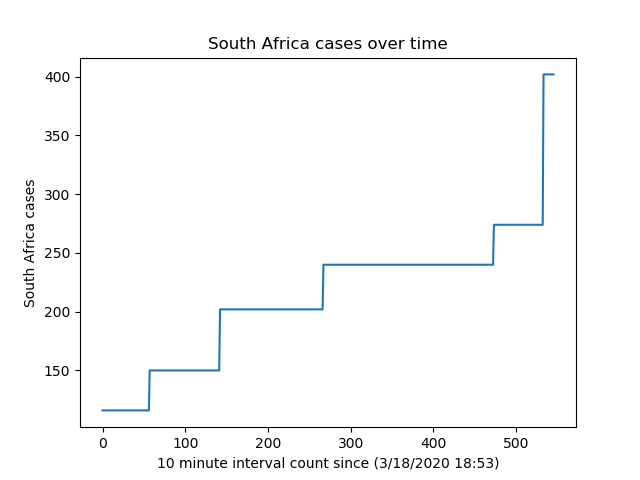 South Africa cases over time
400
350
300
250
200
150
South Africa cases
0 100 200 300 400 500
10 minute interval count since (3/18/2020 18:53)